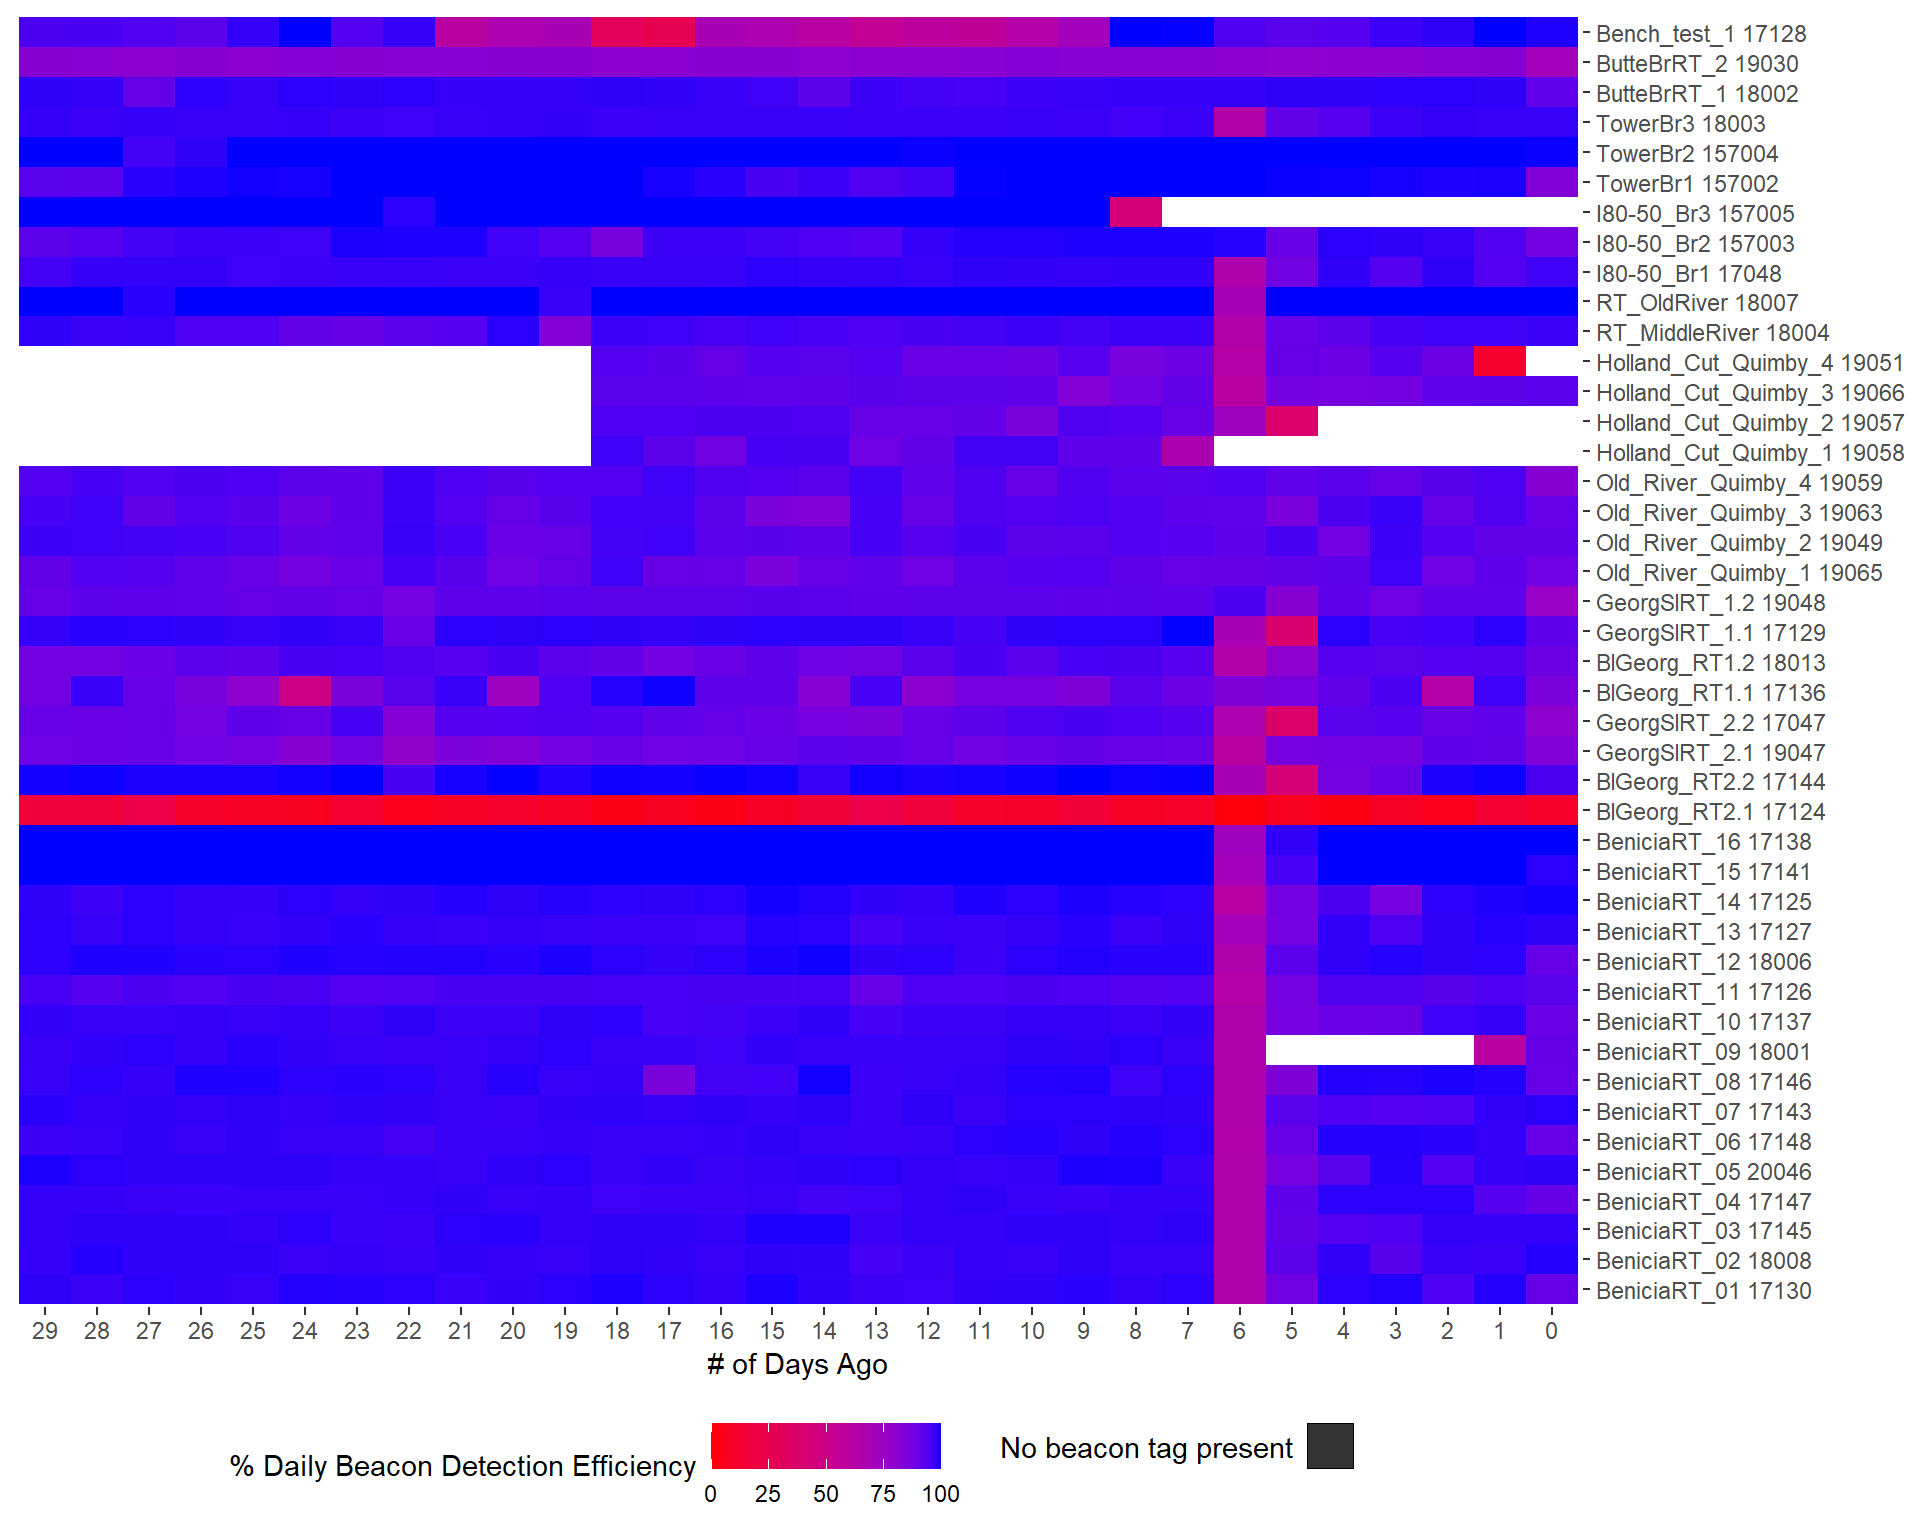 Bench_test_1 17128
ButteBrRT_2 19030
ButteBrRT_1 18002
TowerBr3 18003
TowerBr2 157004
TowerBr1 157002
I80-50_Br3 157005
I80-50_Br2 157003
I80-50_Br1 17048
RT_OldRiver 18007
RT_MiddleRiver 18004
Holland_Cut_Quimby_4 19051
Holland_Cut_Quimby_3 19066
Holland_Cut_Quimby_2 19057
Holland_Cut_Quimby_1 19058
Old_River_Quimby_4 19059
Old_River_Quimby_3 19063
Old_River_Quimby_2 19049
Old_River_Quimby_1 19065
GeorgSlRT_1.2 19048
GeorgSlRT_1.1 17129
BlGeorg_RT1.2 18013
BlGeorg_RT1.1 17136
GeorgSlRT_2.2 17047
GeorgSlRT_2.1 19047
BlGeorg_RT2.2 17144
BlGeorg_RT2.1 17124
BeniciaRT_16 17138
BeniciaRT_15 17141
BeniciaRT_14 17125
BeniciaRT_13 17127
BeniciaRT_12 18006
BeniciaRT_11 17126
BeniciaRT_10 17137
BeniciaRT_09 18001
BeniciaRT_08 17146
BeniciaRT_07 17143
BeniciaRT_06 17148
BeniciaRT_05 20046
BeniciaRT_04 17147
BeniciaRT_03 17145
BeniciaRT_02 18008
BeniciaRT_01 17130
29 28 27 26 25 24 23 22 21 20 19 18 17 16 15 14 13 12 11 10 9 8 7 6 5 4 3 2 1 0
# of Days Ago
% Daily Beacon Detection Efficiency
0 25 50 75 100
No beacon tag present